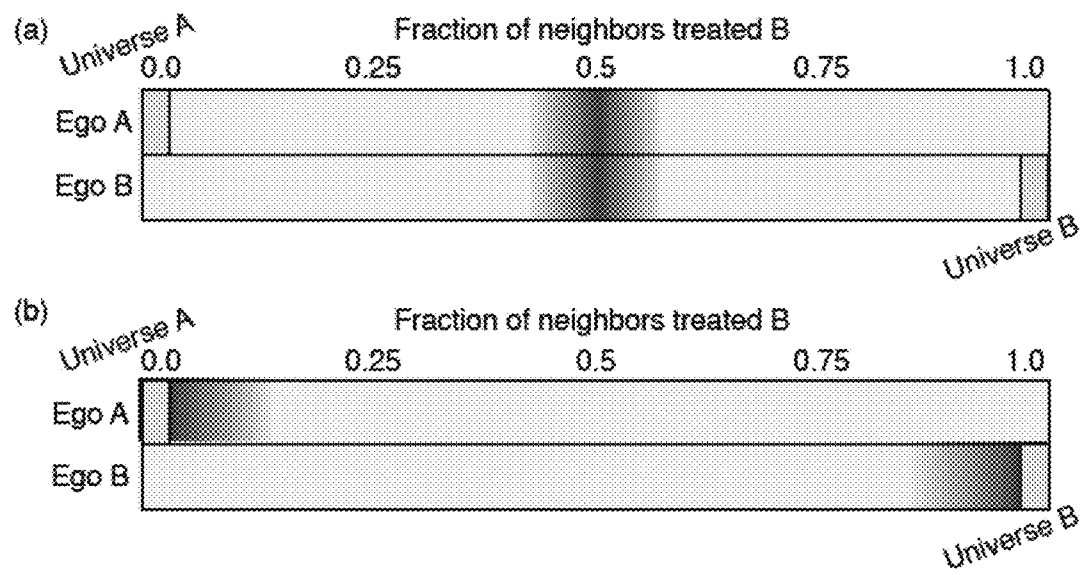 (a)
Universe A
Fraction of neighbors treated B
0.0 0.25 0.5 0.75 1.0
Ego A
Ego B
Universe B
(b)
Universe A
Fraction of neighbors treated B
0.0 0.25 0.5 0.75 1.0
Ego A
Ego B
Universe B